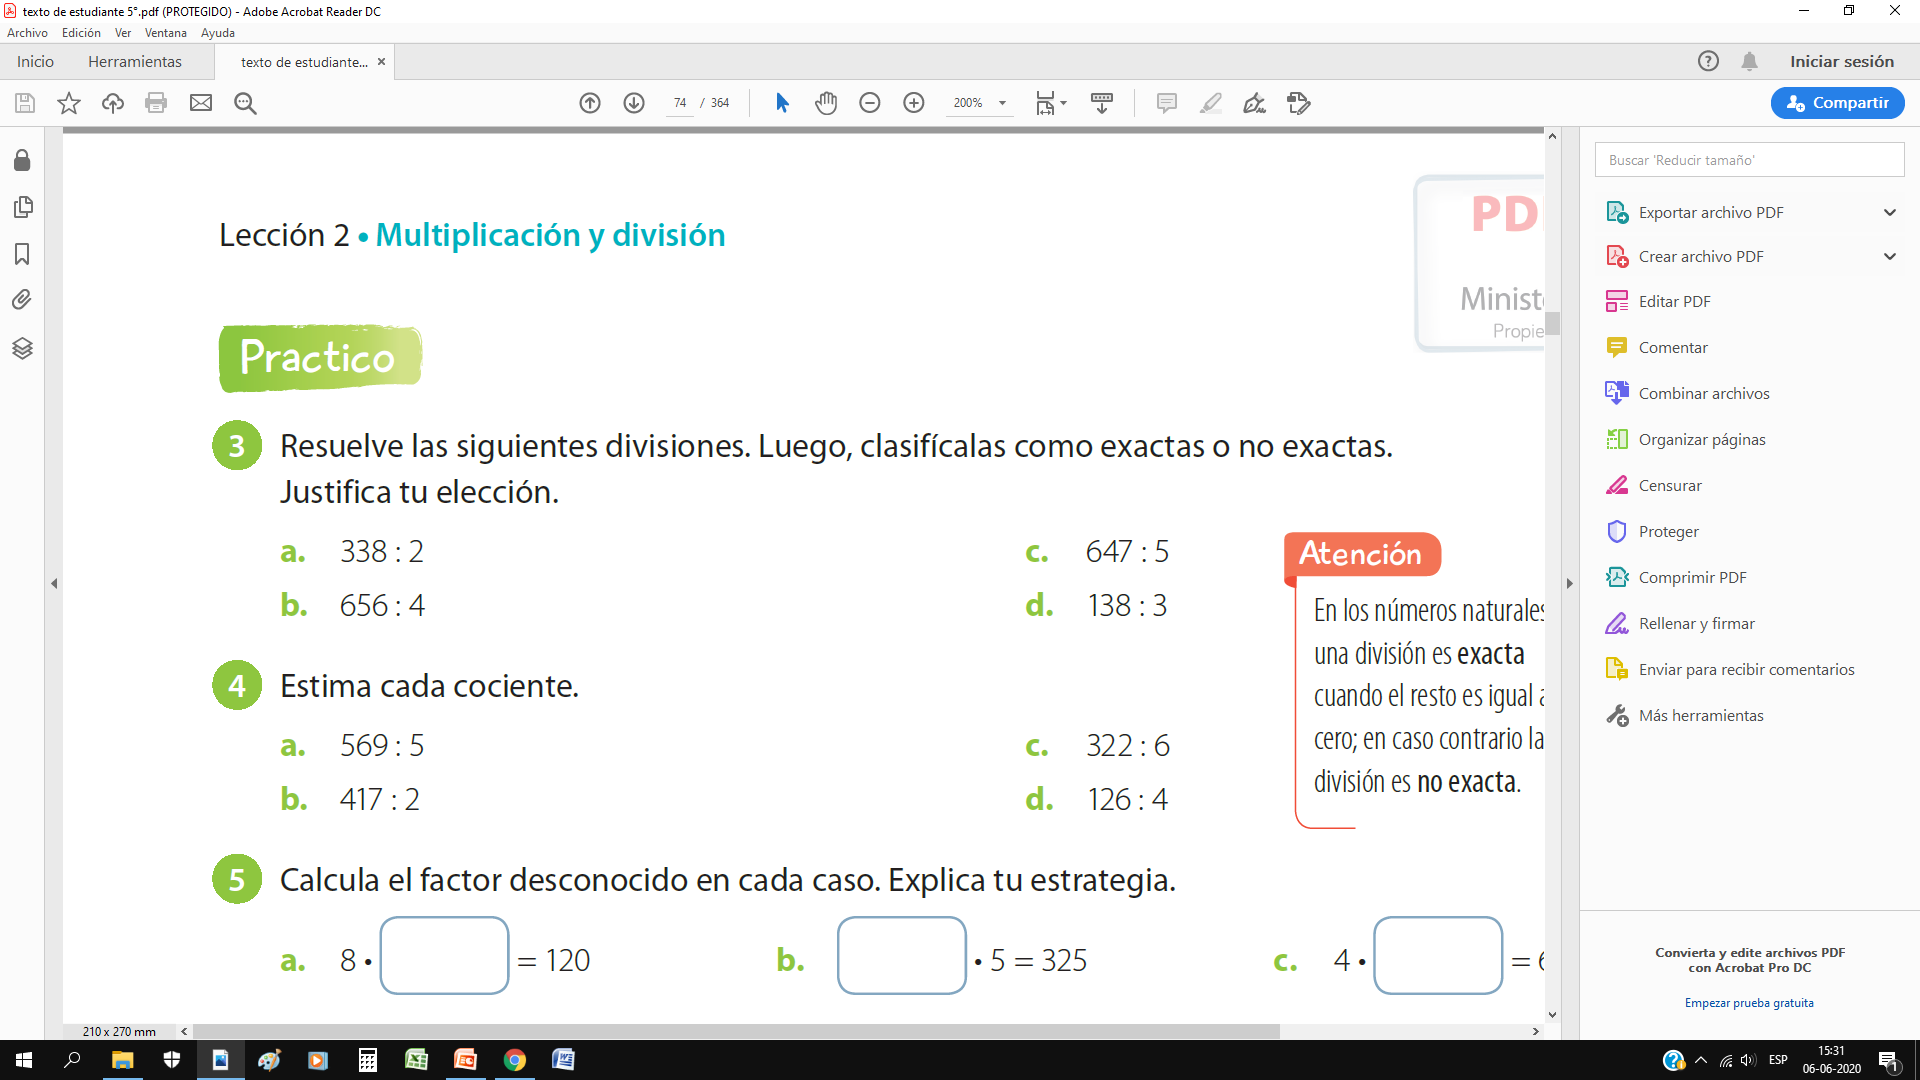 texto de estudiante 5°.pdf (PROTEGIDO) - Adobe Acrobat Reader DC
Archivo Edición Ver Ventana Ayuda
Inicio Herramientas texto de estudiante... × Iniciar sesión
74 / 364 200% Compartir
Buscar 'Reducir tamaño'
Exportar archivo PDF
Crear archivo PDF
Editar PDF
Comentar
Combinar archivos
Organizar páginas
Censurar
Proteger
Comprimir PDF
Rellenar y firmar
Enviar para recibir comentarios
Más herramientas
Convierta y edite archivos PDF
con Acrobat Pro DC
Empezar prueba gratuita
Lección 2 • Multiplicación y división
Practico
3 Resuelve las siguientes divisiones. Luego, clasifícalas como exactas o no exactas.
Justifica tu elección.
a. 338 : 2 c. 647 : 5
b. 656 : 4 d. 138 : 3
Atención
En los números naturales
una división es exacta
cuando el resto es igual a
cero; en caso contrario la
división es no exacta.
4 Estima cada cociente.
a. 569 : 5 c. 322 : 6
b. 417 : 2 d. 126 : 4
5 Calcula el factor desconocido en cada caso. Explica tu estrategia.
a. 8 • = 120 b. • 5 = 325 c. 4 • =
210 x 270 mm
ESP
15:31
06-06-2020
1